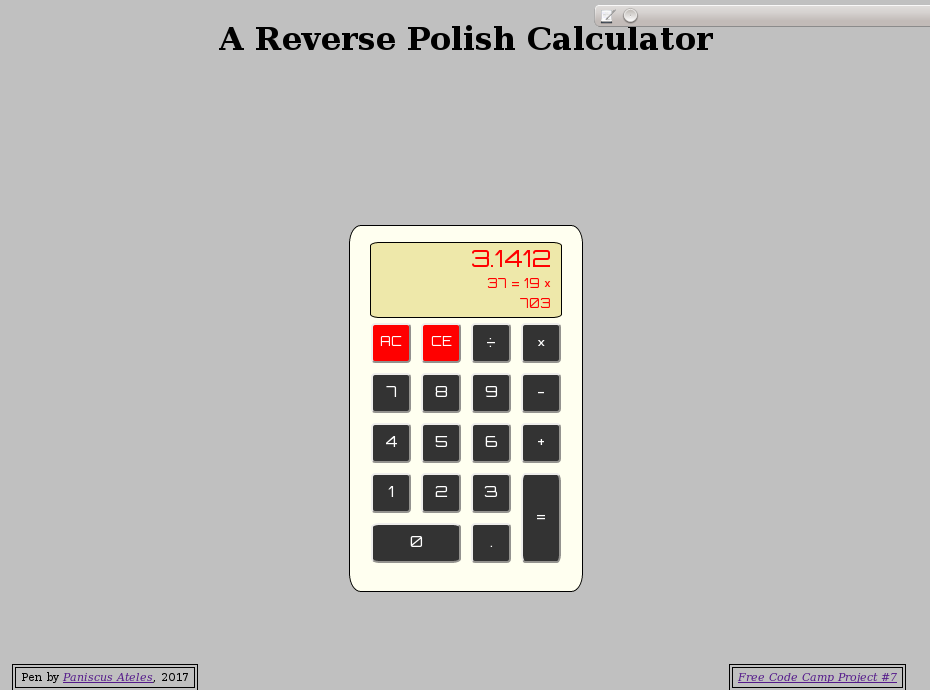 A Reverse Polish Calculator
3.1412
37 = 19 x
703
AC CE ÷ x
7 8 9 -
4 5 6 +
1 2 3
=
0 .
Pen by Paniscus Ateles, 2017
Free Code Camp Project #7